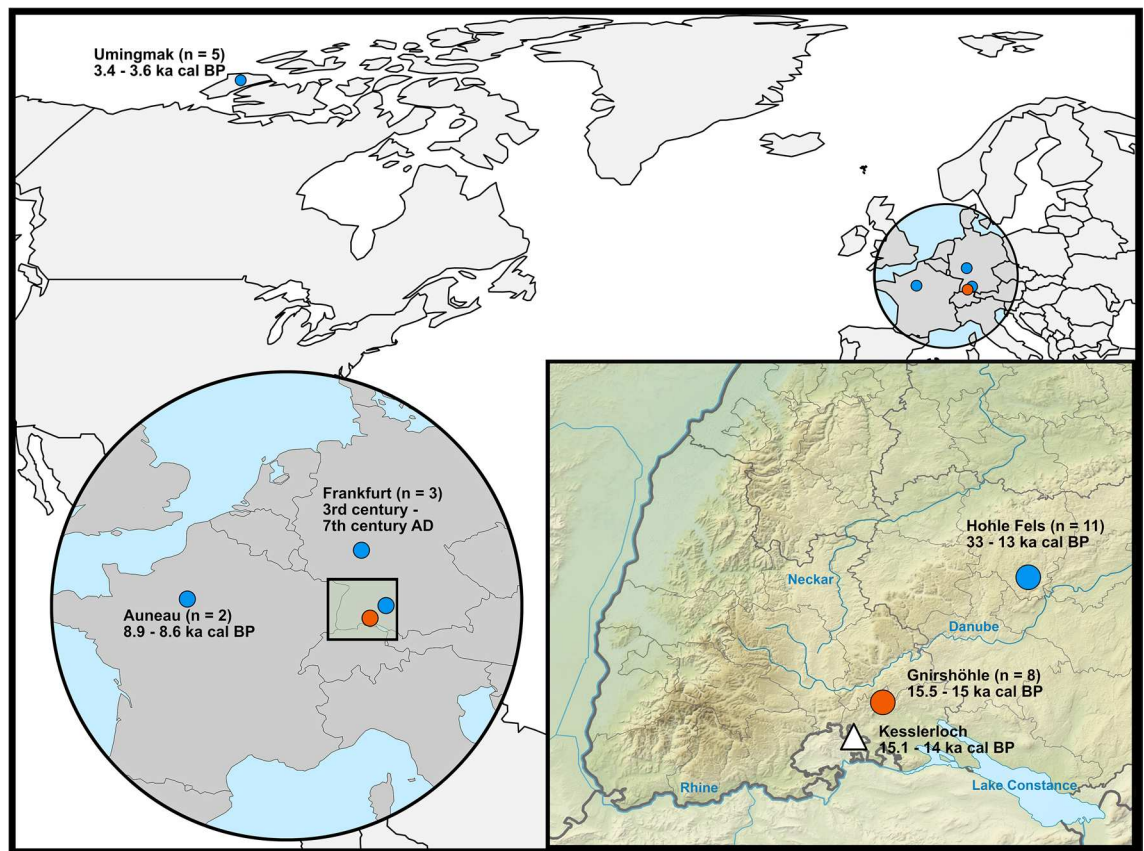 Umingmak (n = 5)
3.4 - 3.6 ka cal BP
Frankfurt (n = 3)
3rd century -
7th century AD
Auneau (n = 2)
8.9 - 8.6 ka cal BP
Hohle Fels (n = 11)
33 - 13 ka cal BP
Neckar
Danube
Gnirshöhle (n = 8)
15.5 - 15 ka cal BP
Kesslerloch
15.1 - 14 ka cal BP
Rhine
Lake Constance